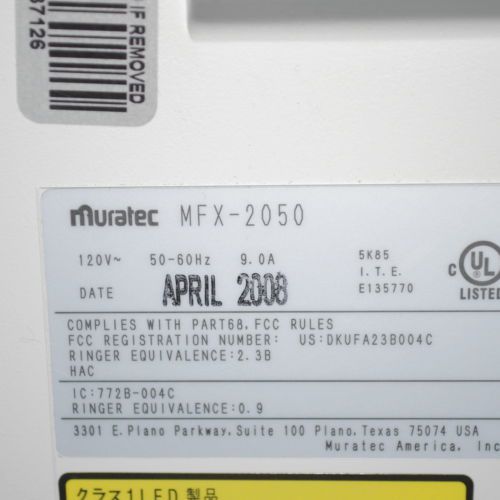 IF REMOVED
37126
muratec MFX-2050
120V~ 50-60Hz 9.0A
5K85
I.T.E.
E135770
C UL
LISTED
DATE APRIL 2008
COMPLIES WITH PART68, FCC RULES
FCC REGISTRATION NUMBER: US:DKUFA23B004C
RINGER EQUIVALENCE:2.3B
HAC
IC:772B-004C
RINGER EQUIVALENCE:0.9
3301 E.Plano Parkway,Suite 100 Plano,Texas 75074 USA
Muratec America, Inc
クラス1LED製品